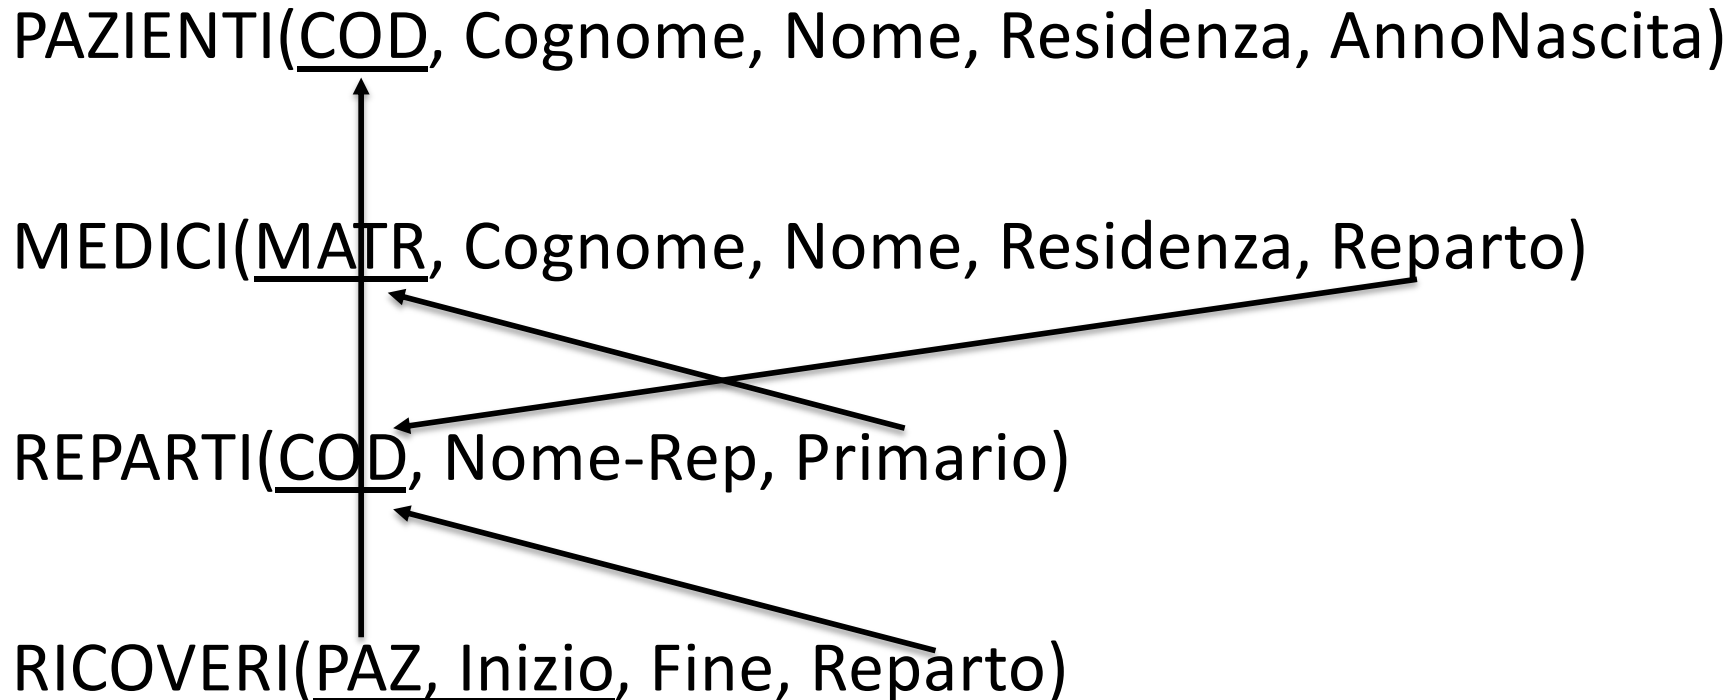 PAZIENTI(COD, Cognome, Nome, Residenza, AnnoNascita)
MEDICI(MATR, Cognome, Nome, Residenza, Reparto)
REPARTI(COD, Nome-Rep, Primario)
RICOVERI(PAZ, Inizio, Fine, Reparto)